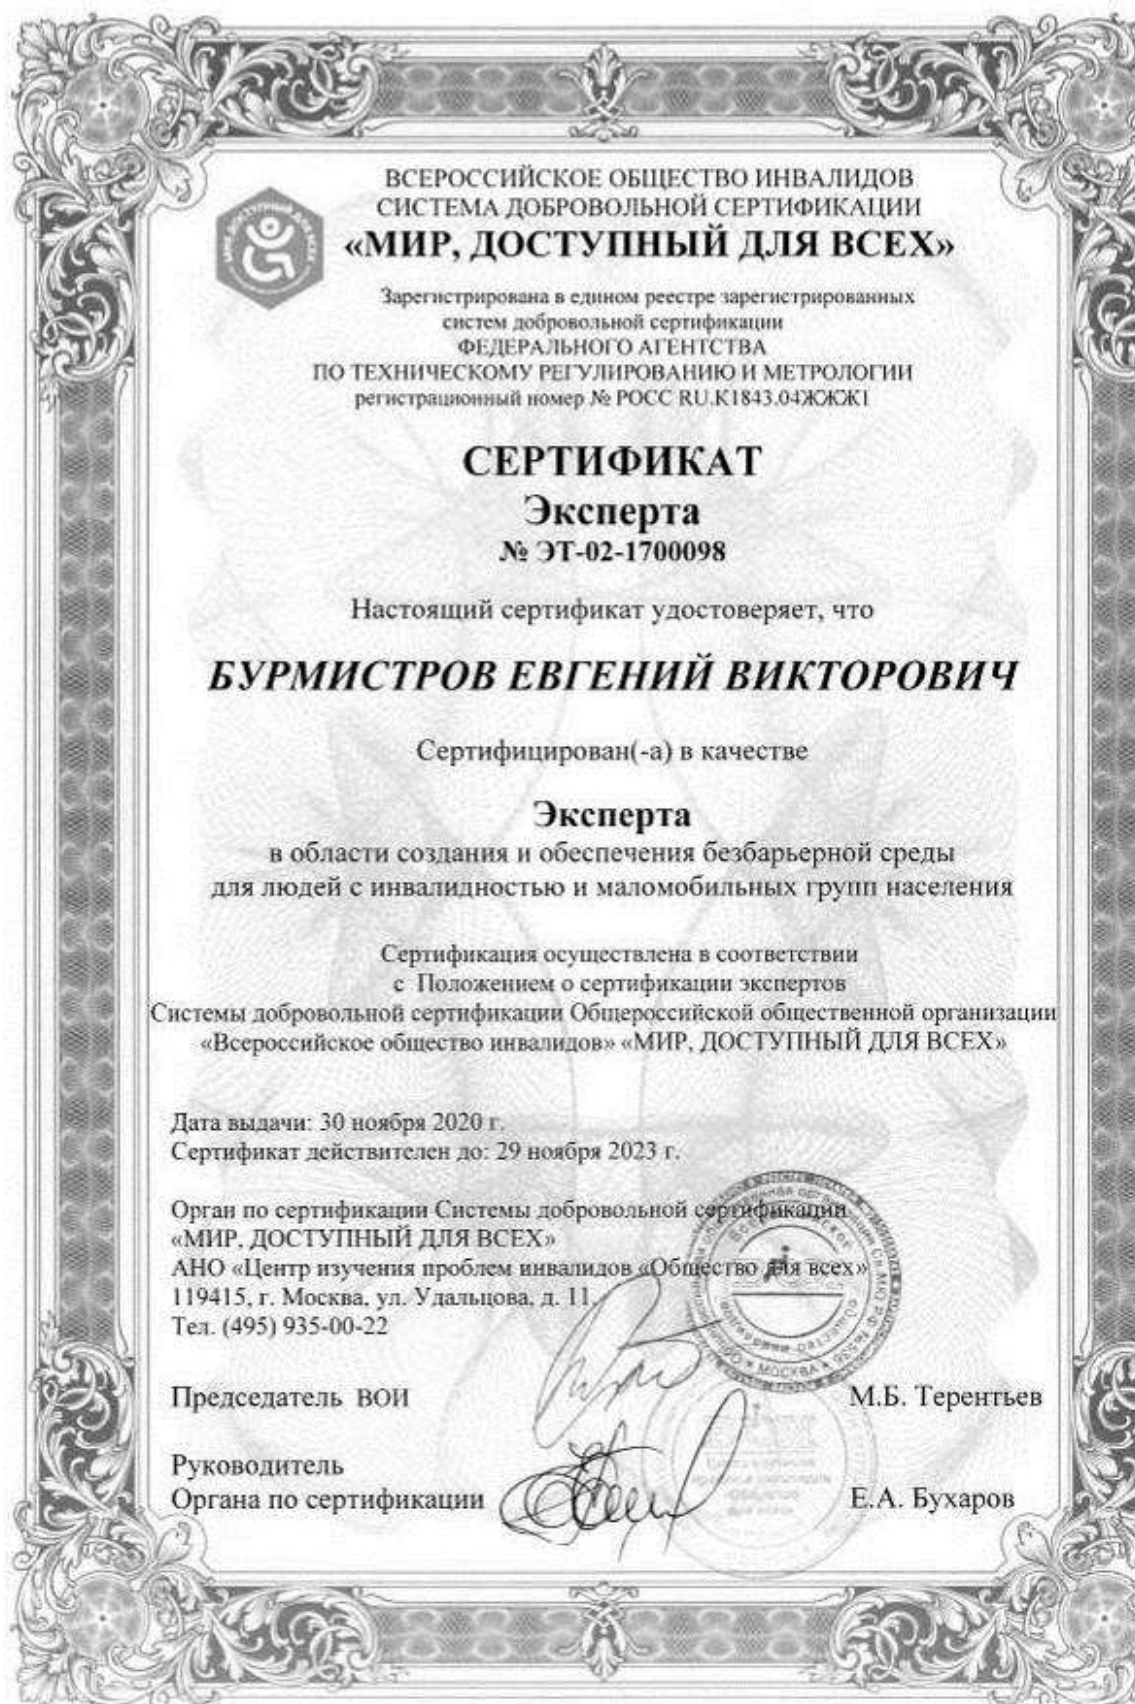 ВСЕРОССИЙСКОЕ ОБЩЕСТВО ИНВАЛИДОВ
СИСТЕМА ДОБРОВОЛЬНОЙ СЕРТИФИКАЦИИ
«МИР, ДОСТУПНЫЙ ДЛЯ ВСЕХ»
Зарегистрирована в едином реестре зарегистрированных
систем добровольной сертификации
ФЕДЕРАЛЬНОГО АГЕНТСТВА
ПО ТЕХНИЧЕСКОМУ РЕГУЛИРОВАНИЮ И МЕТРОЛОГИИ
регистрационный номер № РОСС RU.К1843.04ЖЖЖ1
СЕРТИФИКАТ
Эксперта
№ ЭТ-02-1700098
Настоящий сертификат удостоверяет, что
БУРМИСТРОВ ЕВГЕНИЙ ВИКТОРОВИЧ
Сертифицирован(-а) в качестве
Эксперта
в области создания и обеспечения безбарьерной среды
для людей с инвалидностью и маломобильных групп населения
Сертификация осуществлена в соответствии
с Положением о сертификации экспертов
Системы добровольной сертификации Общероссийской общественной организации
«Всероссийское общество инвалидов» «МИР, ДОСТУПНЫЙ ДЛЯ ВСЕХ»
Дата выдачи: 30 ноября 2020 г.
Сертификат действителен до: 29 ноября 2023 г.
Орган по сертификации Системы добровольной сертификации
«МИР, ДОСТУПНЫЙ ДЛЯ ВСЕХ»
АНО «Центр изучения проблем инвалидов «Общество для всех»
119415, г. Москва, ул. Удальцова, д. 11,
Тел. (495) 935-00-22
МОСКВА
Председатель ВОИ М.Б. Терентьев
Руководитель
Органа по сертификации Е.А. Бухаров